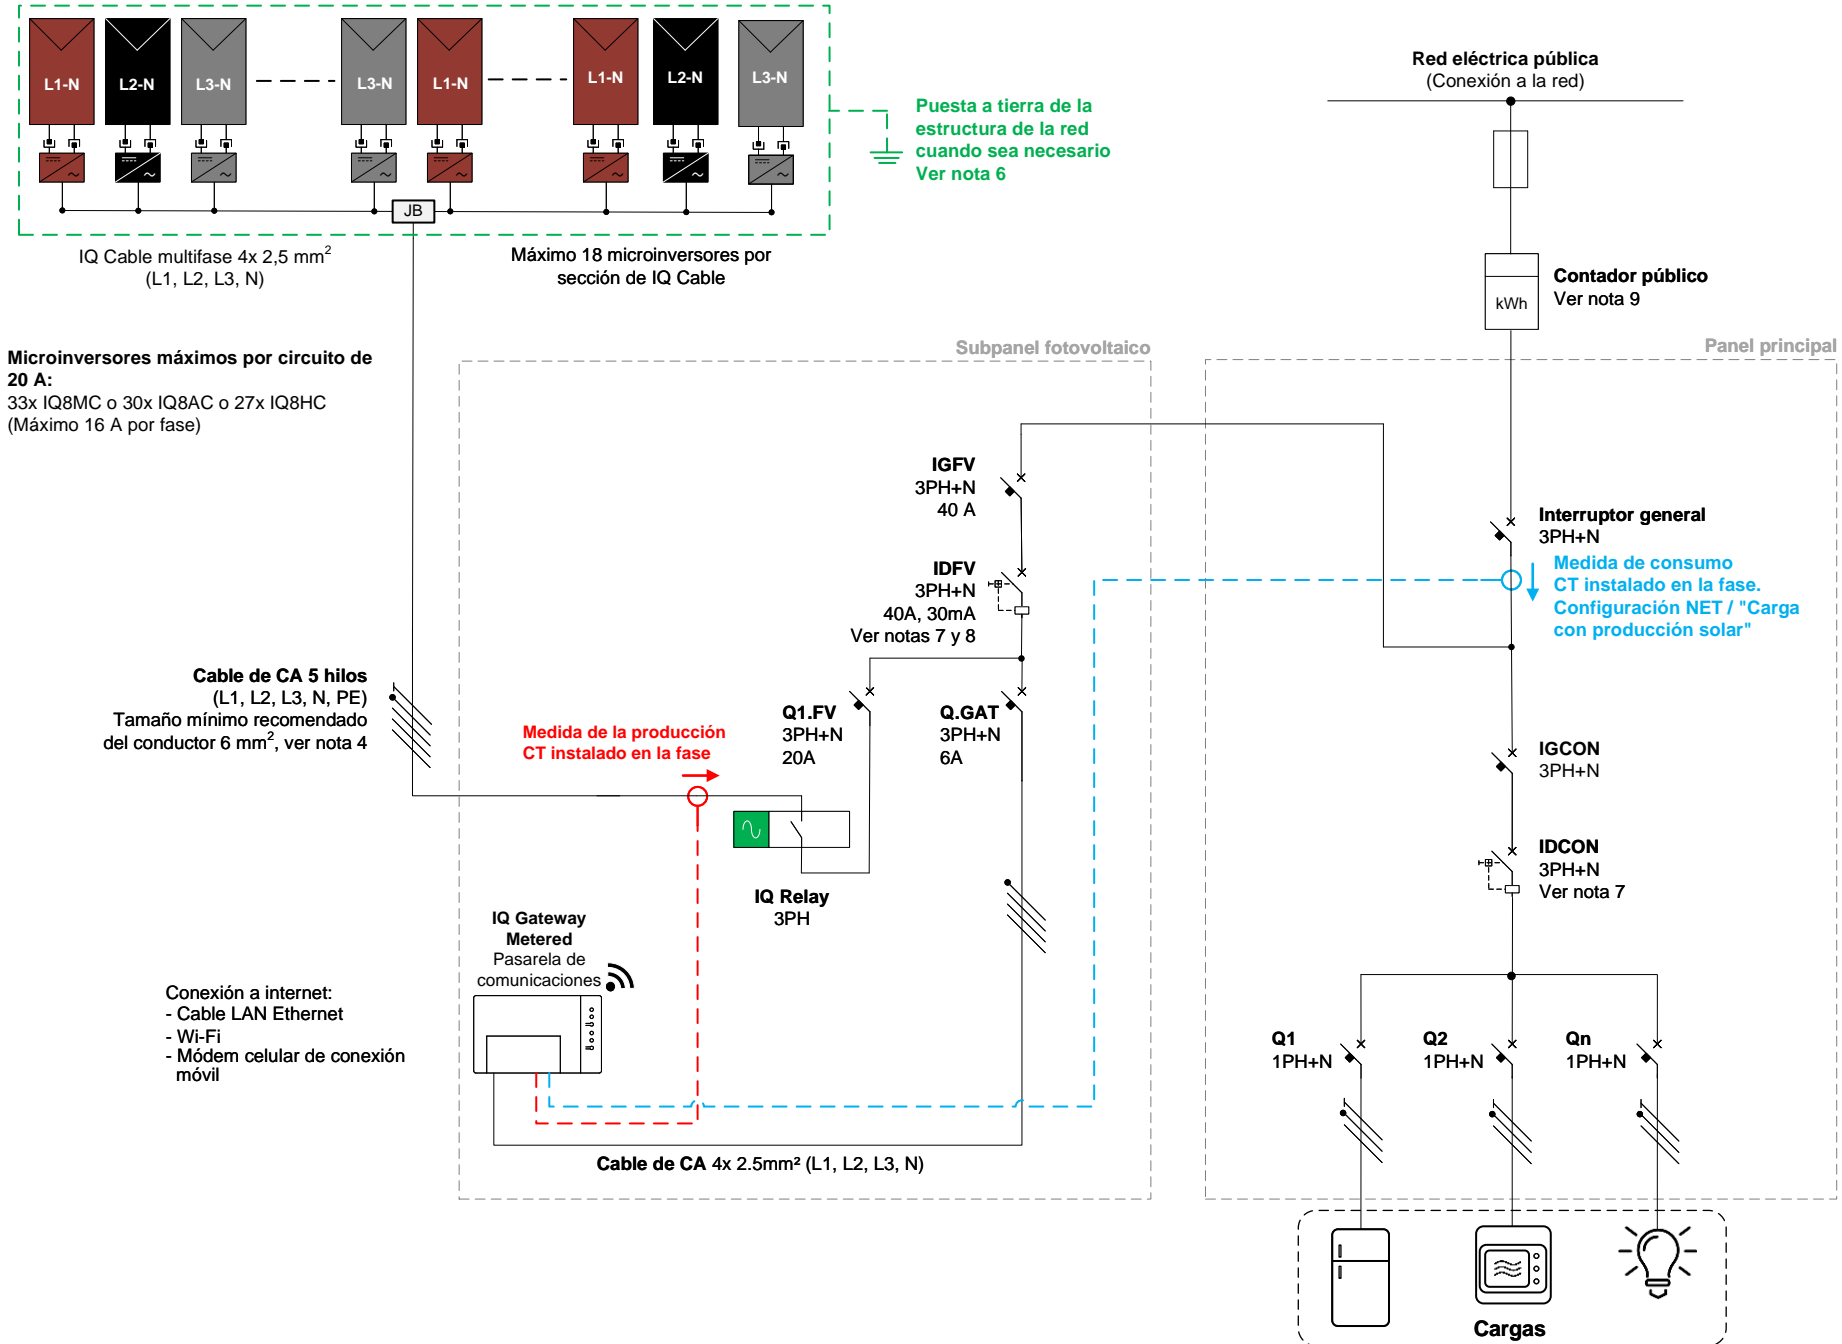 L1-N
L2-N
L3-N
L3-N
L1-N
L1-N
L2-N
L3-N
JB
Puesta a tierra de la
estructura de la red
cuando sea necesario
Ver nota 6
IQ Cable multifase 4x 2,5 mm²
(L1, L2, L3, N)
Máximo 18 microinversores por
sección de IQ Cable
Microinversores máximos por circuito de
20 A:
33x IQ8MC o 30x IQ8AC o 27x IQ8HC
(Máximo 16 A por fase)
Red eléctrica pública
(Conexión a la red)
kWh
Contador público
Ver nota 9
Subpanel fotovoltaico
Panel principal
IGFV
3PH+N
40 A
IDFV
3PH+N
40A, 30mA
Ver notas 7 y 8
Interruptor general
3PH+N
Medida de consumo
CT instalado en la fase.
Configuración NET / "Carga
con producción solar"
Cable de CA 5 hilos
(L1, L2, L3, N, PE)
Tamaño mínimo recomendado
del conductor 6 mm², ver nota 4
Medida de la producción
CT instalado en la fase
Q1.FV
3PH+N
20A
Q.GAT
3PH+N
6A
IGCON
3PH+N
IDCON
3PH+N
Ver nota 7
IQ Relay
3PH
IQ Gateway
Metered
Pasarela de
comunicaciones
Conexión a internet:
- Cable LAN Ethernet
- Wi-Fi
- Módem celular de conexión
móvil
Cable de CA 4x 2.5mm² (L1, L2, L3, N)
Q1
1PH+N
Q2
1PH+N
Qn
1PH+N
Cargas